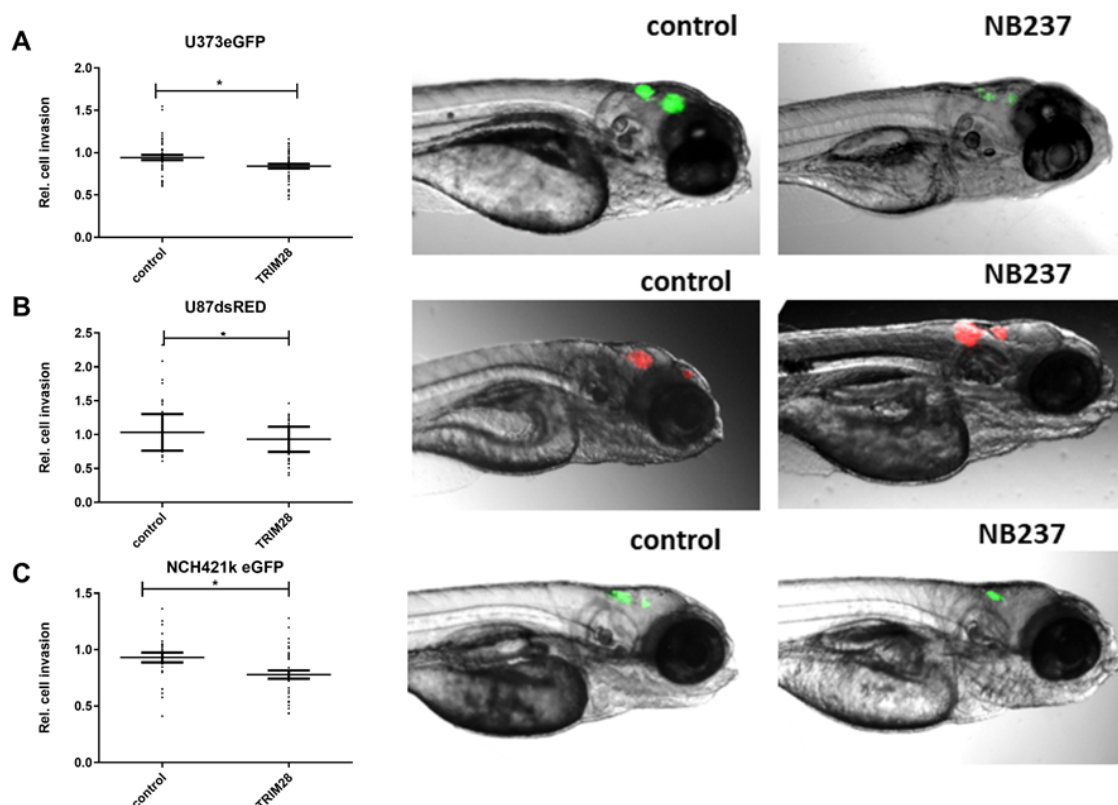 A
U373eGFP
*
Rel. cell invasion
2.0
1.5
1.0
0.5
0.0
control
TRIM28
control
NB237
B
U87dsRED
*
Rel. cell invasion
2.5
2.0
1.5
1.0
0.5
0.0
control
TRIM28
control
NB237
C
NCH421k eGFP
*
Rel. cell invasion
1.5
1.0
0.5
0.0
control
TRIM28
control
NB237